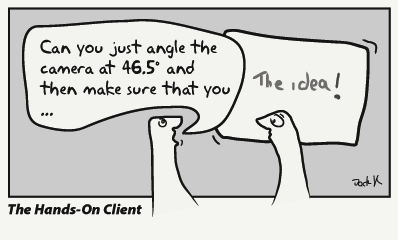 Can you just angle the
camera at 46.5° and
then make sure that you
...
The idea!
Jack K
The Hands-On Client